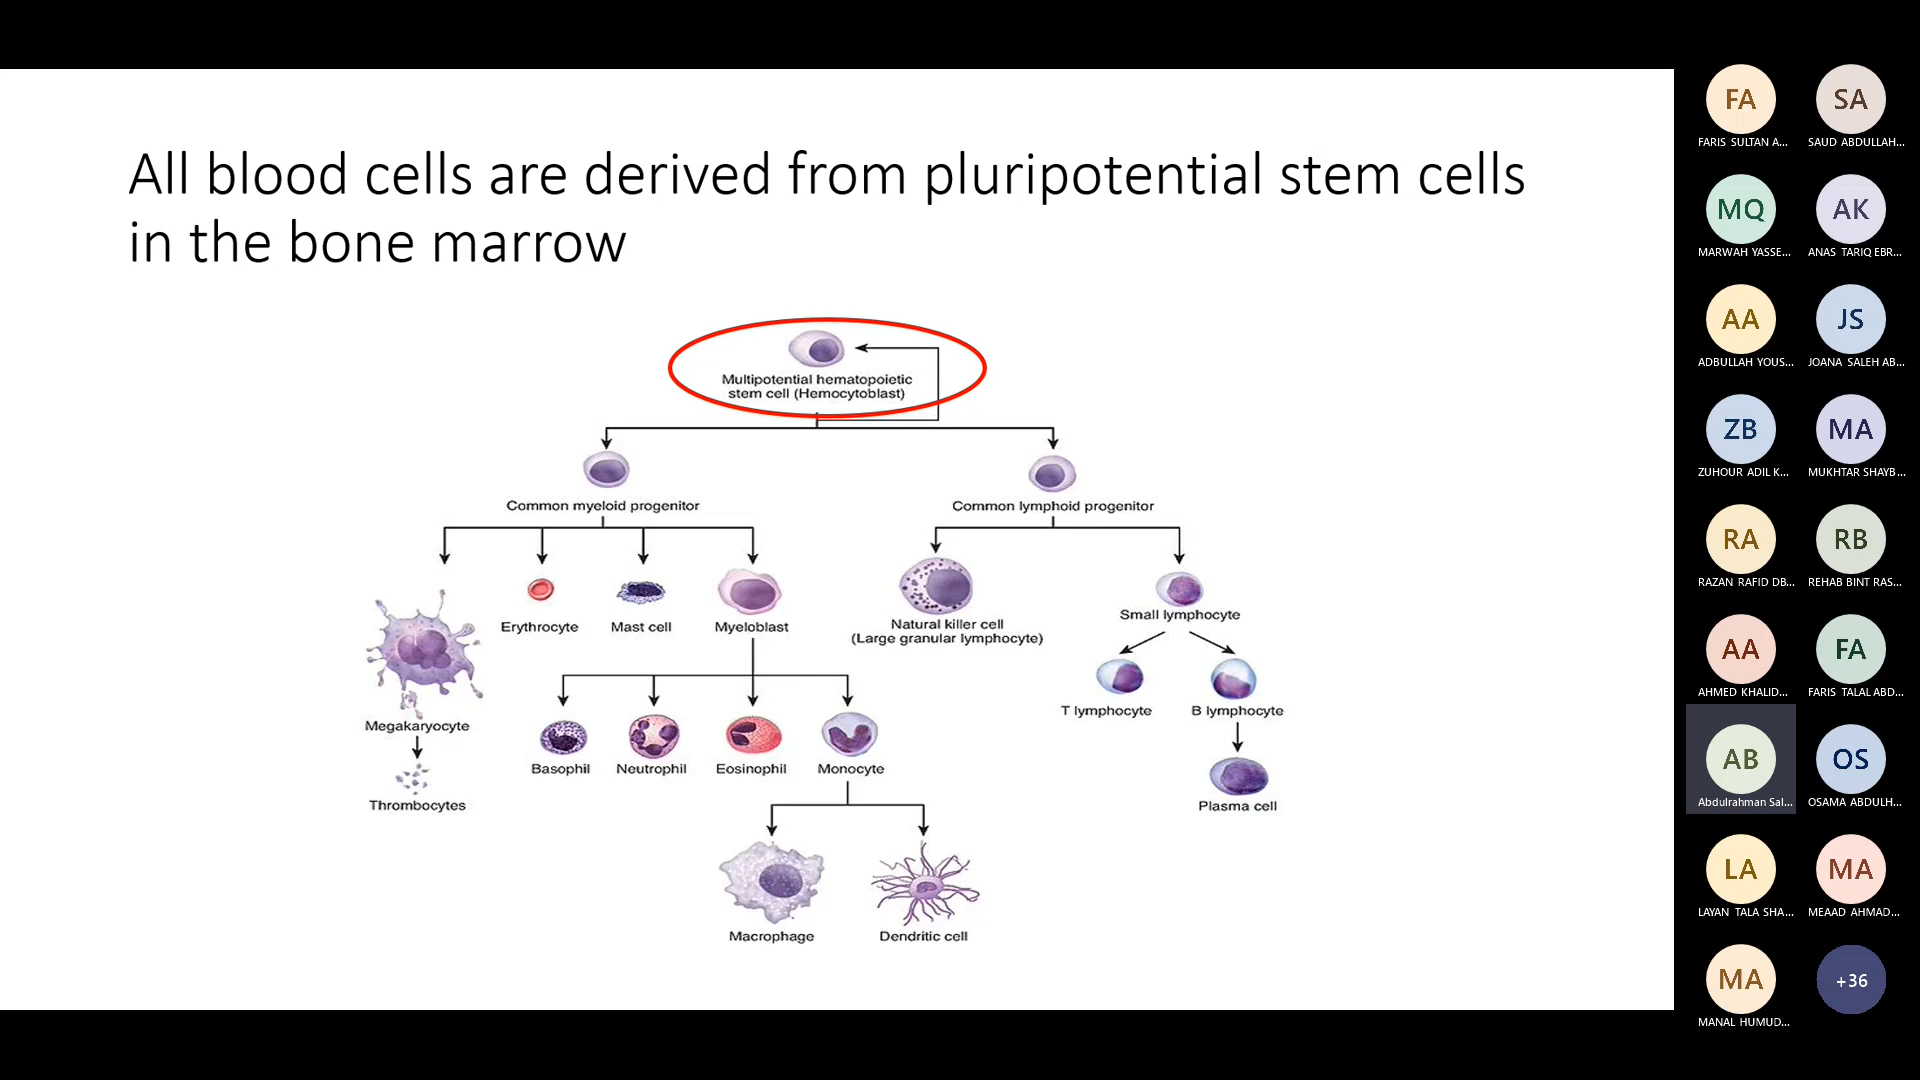 All blood cells are derived from pluripotential stem cells
in the bone marrow
Multipotential hematopoietic
stem cell (Hemocytoblast)
Common myeloid progenitor
Common lymphoid progenitor
Erythrocyte
Mast cell
Myeloblast
Natural killer cell
(Large granular lymphocyte)
Small lymphocyte
T lymphocyte
B lymphocyte
Megakaryocyte
Basophil
Neutrophil
Eosinophil
Monocyte
Thrombocytes
Plasma cell
Macrophage
Dendritic cell
FA
FARIS SULTAN A...
SA
SAUD ABDULLAH...
MQ
MARWAH YASSE...
AK
ANAS TARIQ EBR...
AA
ADBULLAH YOUS...
JS
JOANA SALEH AB...
ZB
ZUHOUR ADIL K...
MA
MUKHTAR SHAYB...
RA
RAZAN RAFID DB...
RB
REHAB BINT RAS...
AA
AHMED KHALID...
FA
FARIS TALAL ABD...
AB
Abdulrahman Sal...
OS
OSAMA ABDULH...
LA
LAYAN TALA SHA...
MA
MEAAD AHMAD...
MA
MANAL HUMUD...
+36